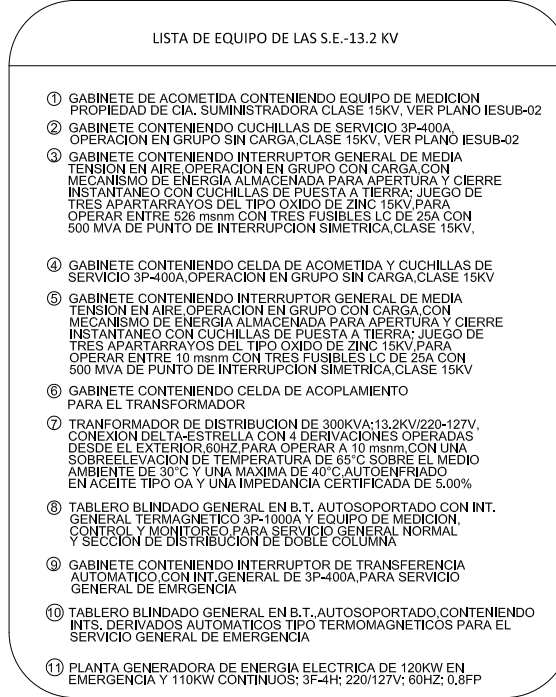 LISTA DE EQUIPO DE LAS S.E.-13.2 KV
① GABINETE DE ACOMETIDA CONTENIENDO EQUIPO DE MEDICION
PROPIEDAD DE CIA. SUMINISTRADORA CLASE 15KV, VER PLANO IESUB-02
② GABINETE CONTENIENDO CUCHILLAS DE SERVICIO 3P-400A,
OPERACION EN GRUPO SIN CARGA,CLASE 15KV, VER PLANO IESUB-02
③ GABINETE CONTENIENDO INTERRUPTOR GENERAL DE MEDIA
TENSION EN AIRE,OPERACION EN GRUPO CON CARGA,CON
MECANISMO DE ENERGIA ALMACENADA PARA APERTURA Y CIERRE
INSTANTANEO CON CUCHILLAS DE PUESTA A TIERRA; JUEGO DE
TRES APARTARRAYOS DEL TIPO OXIDO DE ZINC 15KV,PARA
OPERAR ENTRE 526 msnm CON TRES FUSIBLES LC DE 25A CON
500 MVA DE PUNTO DE INTERRUPCION SIMETRICA,CLASE 15KV,
④ GABINETE CONTENIENDO CELDA DE ACOMETIDA Y CUCHILLAS DE
SERVICIO 3P-400A,OPERACION EN GRUPO SIN CARGA,CLASE 15KV
⑤ GABINETE CONTENIENDO INTERRUPTOR GENERAL DE MEDIA
TENSION EN AIRE,OPERACION EN GRUPO CON CARGA,CON
MECANISMO DE ENERGIA ALMACENADA PARA APERTURA Y CIERRE
INSTANTANEO CON CUCHILLAS DE PUESTA A TIERRA; JUEGO DE
TRES APARTARRAYOS DEL TIPO OXIDO DE ZINC 15KV,PARA
OPERAR ENTRE 10 msnm CON TRES FUSIBLES LC DE 25A CON
500 MVA DE PUNTO DE INTERRUPCION SIMETRICA,CLASE 15KV
⑥ GABINETE CONTENIENDO CELDA DE ACOPLAMIENTO
PARA EL TRANSFORMADOR
⑦ TRANFORMADOR DE DISTRIBUCION DE 300KVA;13.2KV/220-127V,
CONEXION DELTA-ESTRELLA CON 4 DERIVACIONES OPERADAS
DESDE EL EXTERIOR,60HZ,PARA OPERAR A 10 msnm,CON UNA
SOBREELEVACION DE TEMPERATURA DE 65°C SOBRE EL MEDIO
AMBIENTE DE 30°C Y UNA MAXIMA DE 40°C,AUTOENFRIADO
EN ACEITE TIPO OA Y UNA IMPEDANCIA CERTIFICADA DE 5.00%
⑧ TABLERO BLINDADO GENERAL EN B.T. AUTOSOPORTADO CON INT.
GENERAL TERMAGNETICO 3P-1000A Y EQUIPO DE MEDICION,
CONTROL Y MONITOREO,PARA SERVICIO GENERAL NORMAL
Y SECCION DE DISTRIBUCION DE DOBLE COLUMNA
⑨ GABINETE CONTENIENDO INTERRUPTOR DE TRANSFERENCIA
AUTOMATICO,CON INT.GENERAL DE 3P-400A,PARA SERVICIO
GENERAL DE EMRGENCIA
⑩ TABLERO BLINDADO GENERAL EN B.T.,AUTOSOPORTADO,CONTENIENDO
INTS. DERIVADOS AUTOMATICOS TIPO TERMOMAGNETICOS PARA EL
SERVICIO GENERAL DE EMERGENCIA
⑪ PLANTA GENERADORA DE ENERGIA ELECTRICA DE 120KW EN
EMERGENCIA Y 110KW CONTINUOS; 3F-4H; 220/127V; 60HZ; 0.8FP